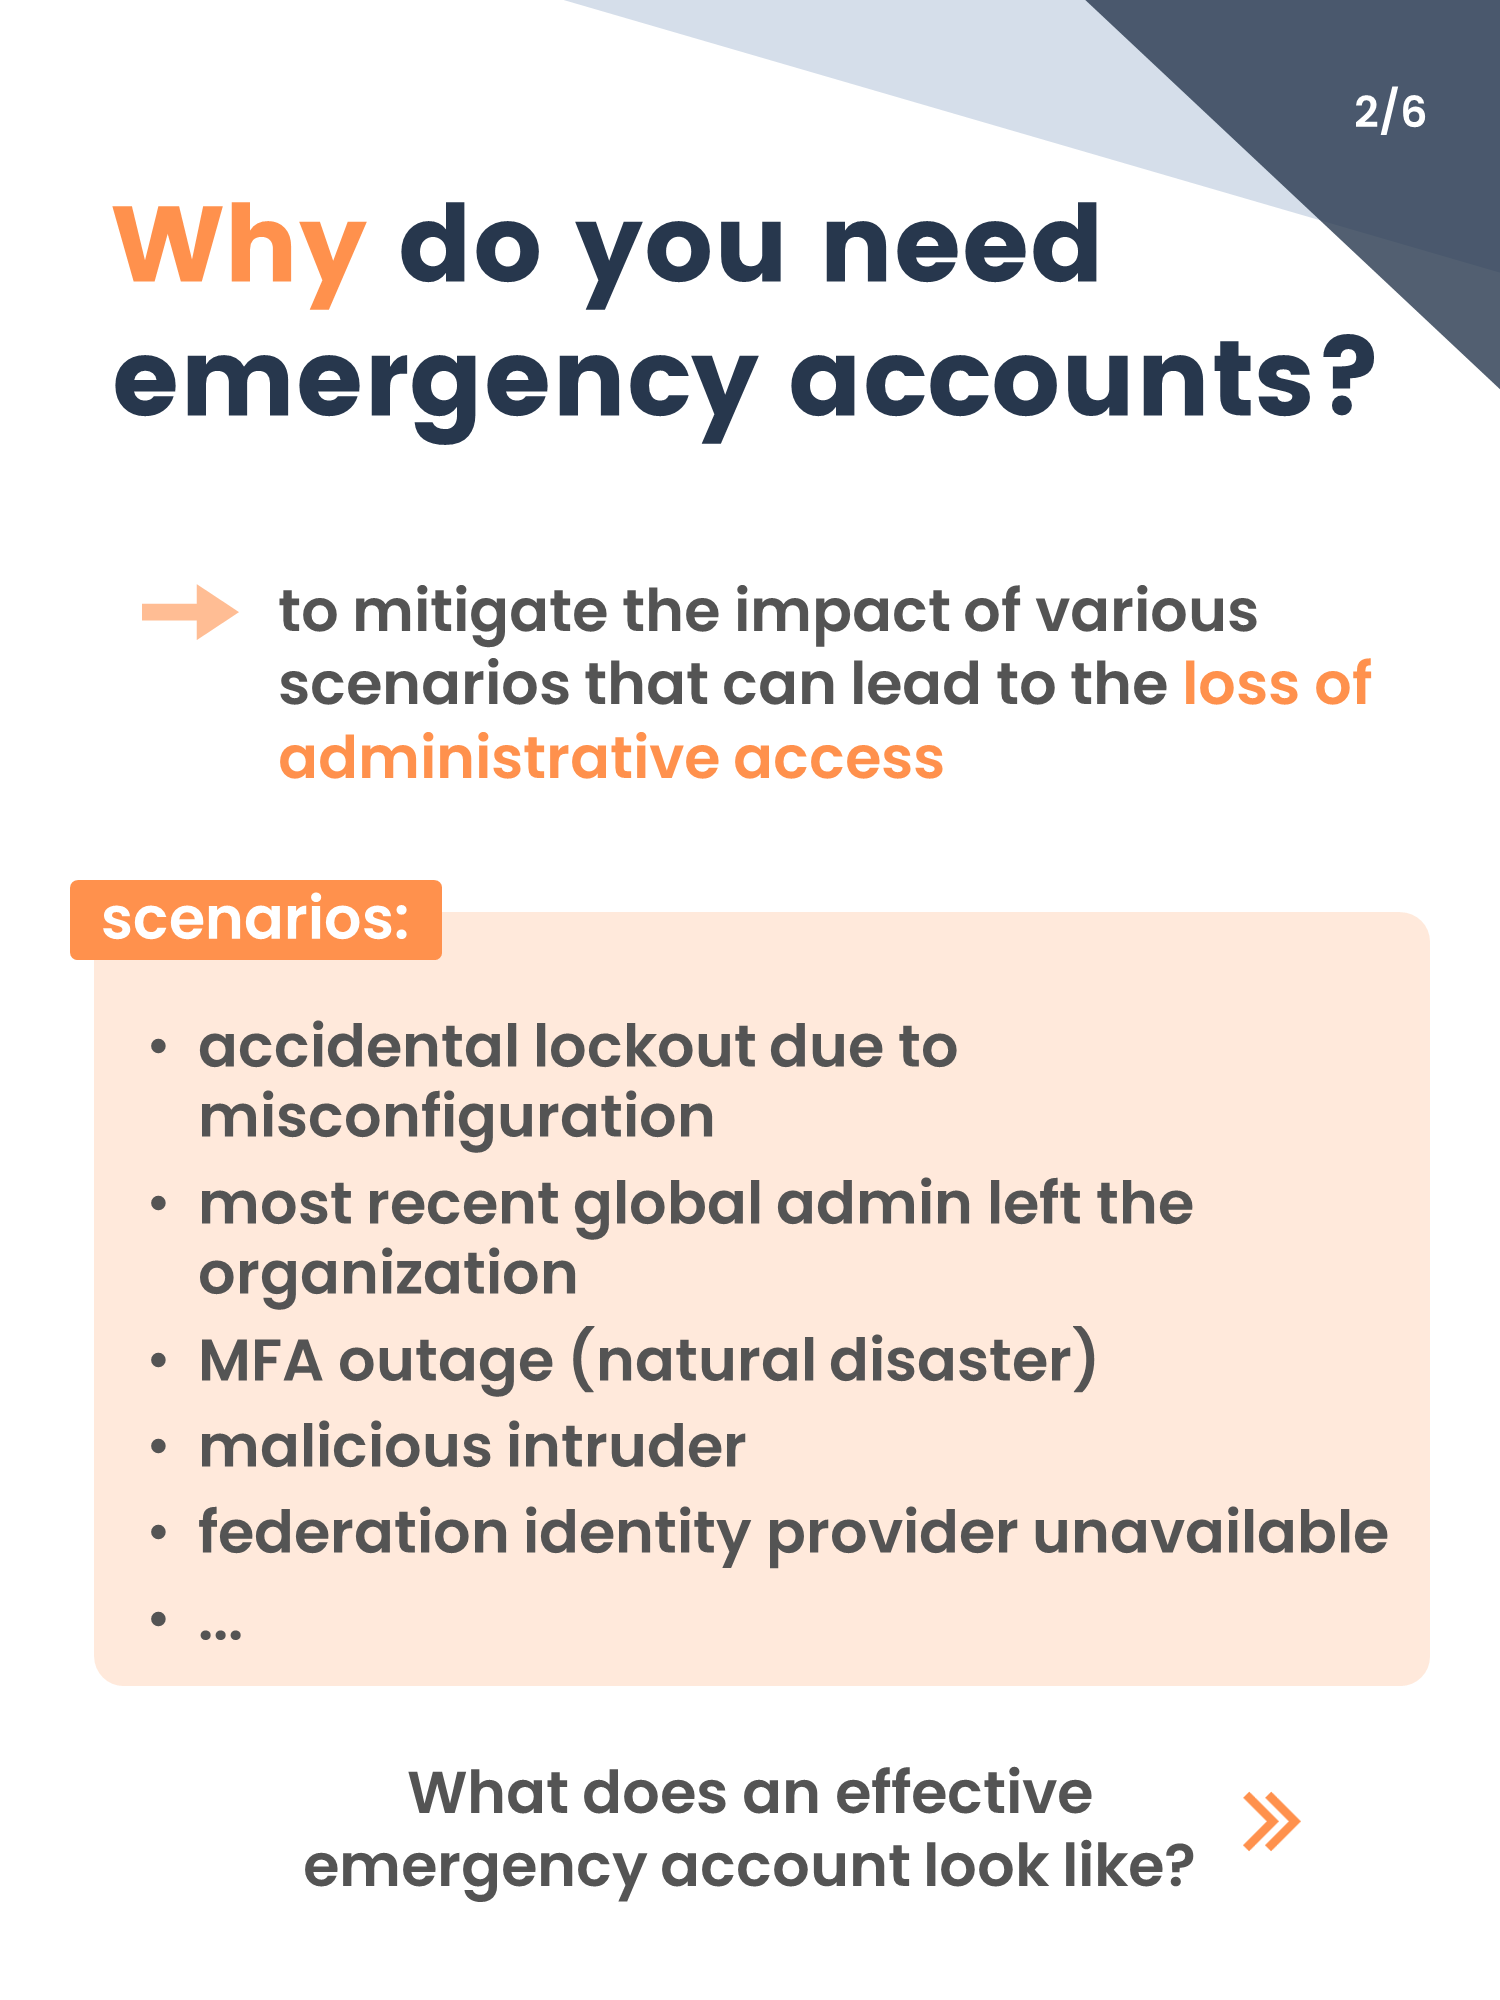 2/6
Why do you need
emergency accounts?
to mitigate the impact of various
scenarios that can lead to the loss of
administrative access
scenarios:
• accidental lockout due to
misconfiguration
• most recent global admin left the
organization
• MFA outage (natural disaster)
• malicious intruder
• federation identity provider unavailable
• ...
What does an effective
emergency account look like?